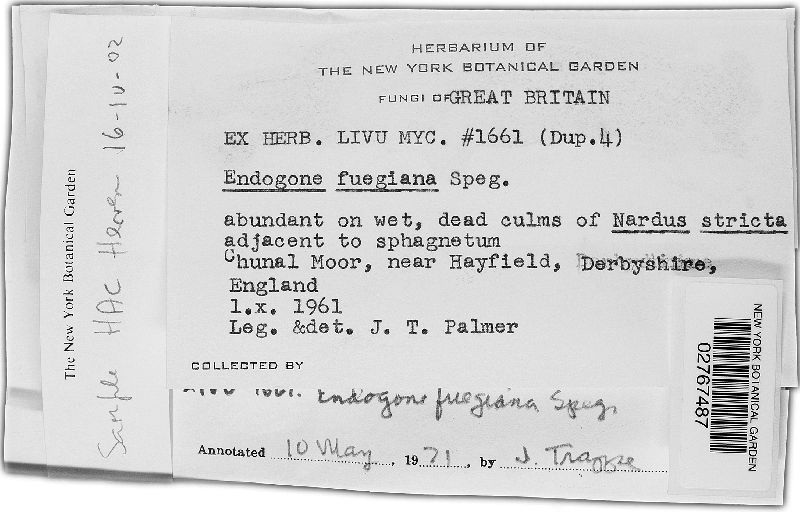 HERBARIUM OF
THE NEW YORK BOTANICAL GARDEN
FUNGI OF GREAT BRITAIN
EX HERB. LIVU MYC. #1661 (Dup.4)
Endogone fuegiana Speg.
abundant on wet, dead culms of Nardus stricta
adjacent to sphagnetum
Chunal Moor, near Hayfield, Derbyshire,
England
1.x. 1961
Leg. &det. J. T. Palmer
COLLECTED BY
LIVU 1661. Endogone fuegiana Speg.
Annotated 10 May, 1971, by J. Trappe
The New York Botanical Garden
Sample HAC 16-IV-02
NEW YORK BOTANICAL GARDEN
02767487